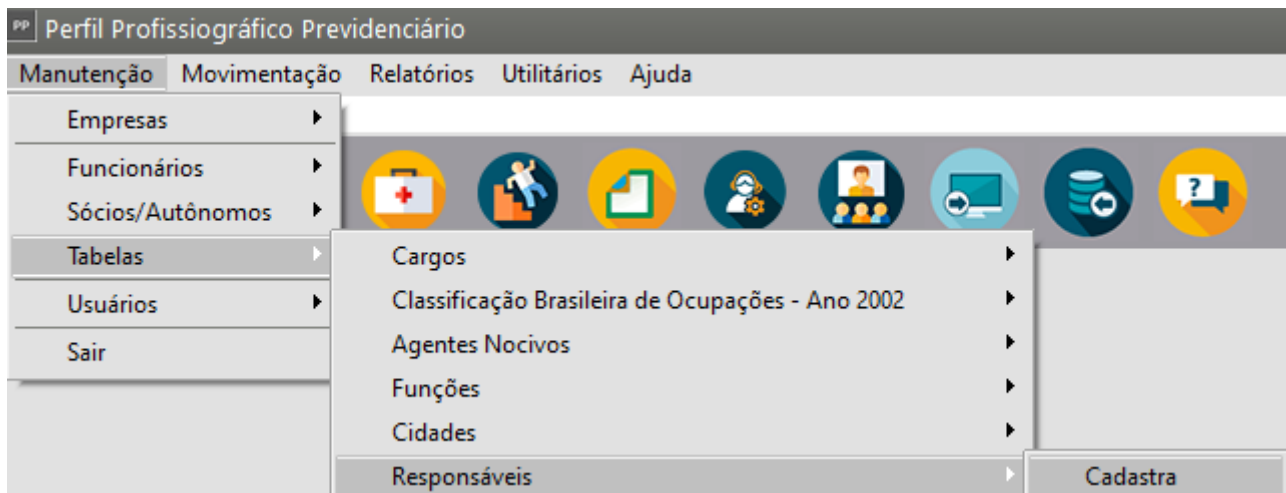 PP Perfil Profissiográfico Previdenciário
Manutenção Movimentação Relatórios Utilitários Ajuda
Empresas
Funcionários
Sócios/Autônomos
Tabelas
Usuários
Sair
Cargos
Classificação Brasileira de Ocupações - Ano 2002
Agentes Nocivos
Funções
Cidades
Responsáveis
Cadastra
?